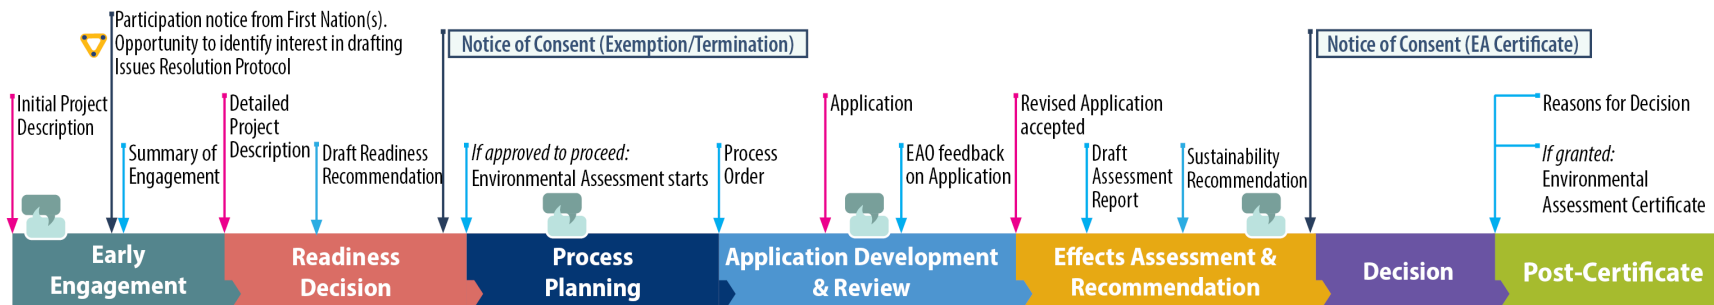 Participation notice from First Nation(s).
Opportunity to identify interest in drafting
Issues Resolution Protocol
Notice of Consent (Exemption/Termination)
Notice of Consent (EA Certificate)
Initial Project
Description
Summary of
Engagement
Detailed
Project
Description
Draft Readiness
Recommendation
If approved to proceed:
Environmental Assessment starts
Process
Order
Application
EAO feedback
on Application
Revised Application
accepted
Draft
Assessment
Report
Sustainability
Recommendation
Reasons for Decision
If granted:
Environmental
Assessment Certificate
Early
Engagement
Readiness
Decision
Process
Planning
Application Development
& Review
Effects Assessment &
Recommendation
Decision
Post-Certificate